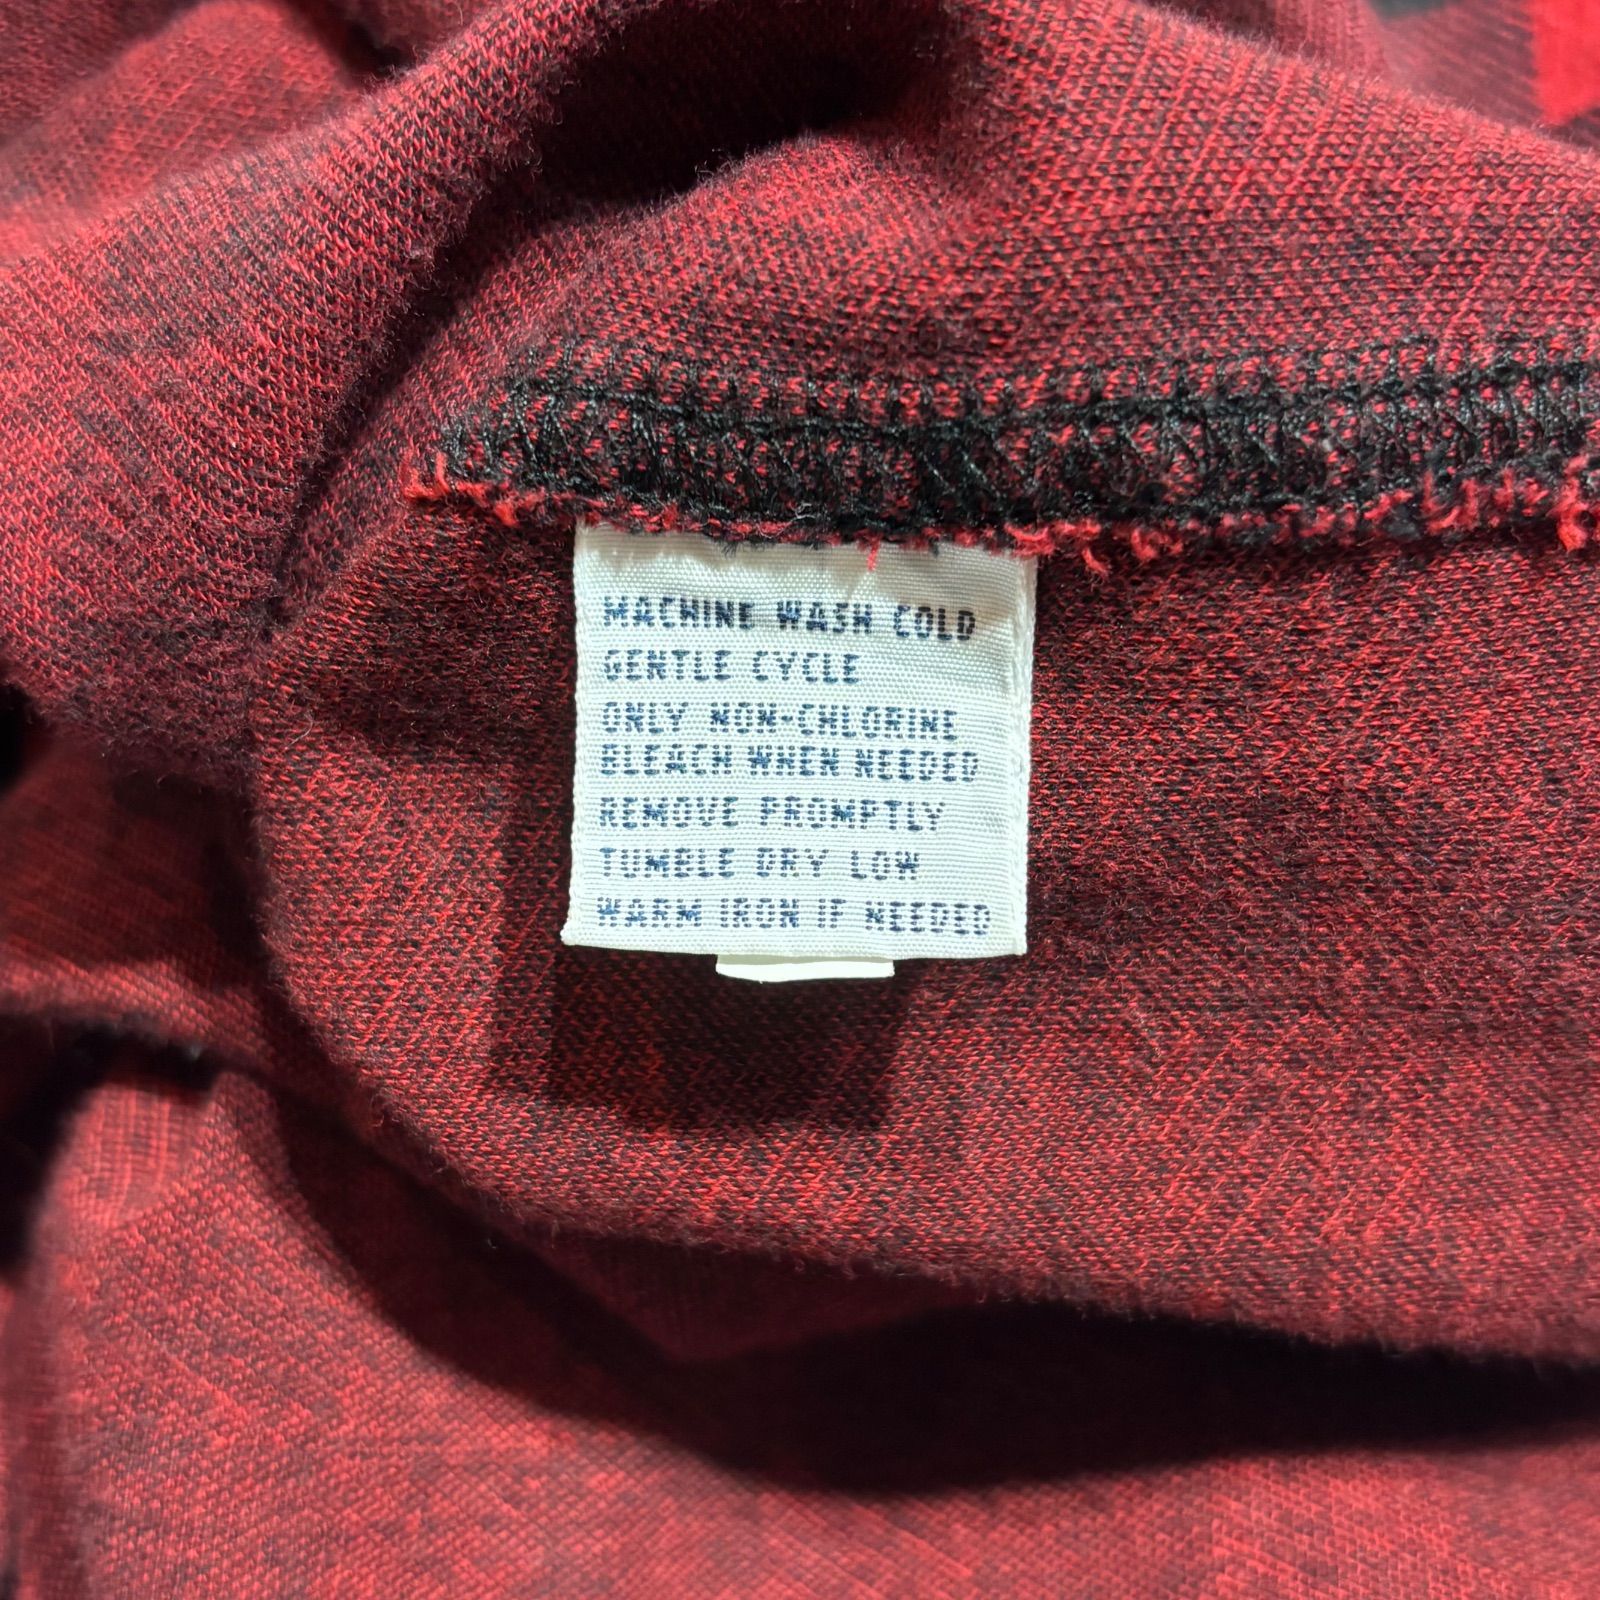 MACHINE WASH COLD
GENTLE CYCLE
ONLY NON-CHLORINE
BLEACH WHEN NEEDED
REMOVE PROMPTLY
TUMBLE DRY LOW
WARM IRON IF NEEDED